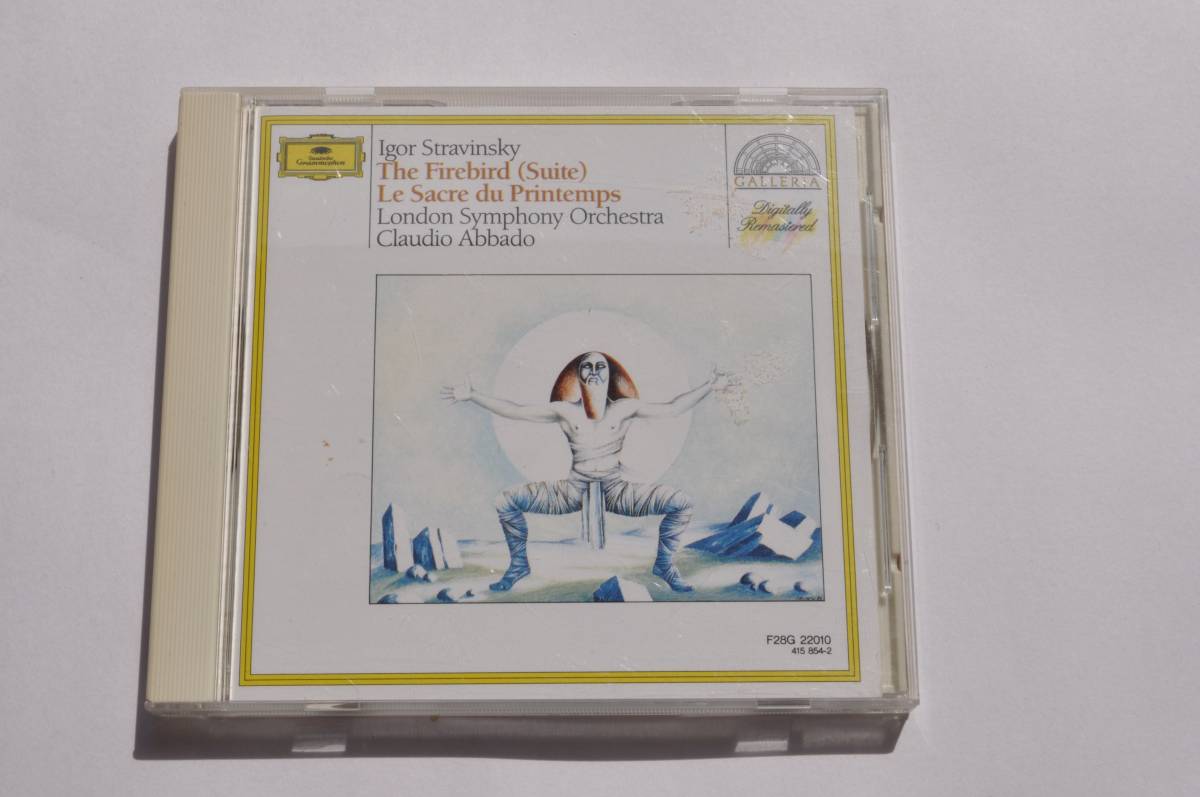 Deutsche
Grammophon
Igor Stravinsky
The Firebird (Suite)
Le Sacre du Printemps
London Symphony Orchestra
Claudio Abbado
GALLERIA
Digitally
Remastered
F28G 22010
415 854-2